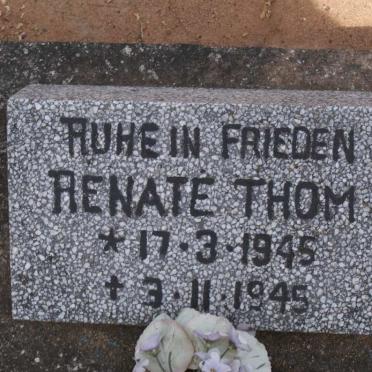 RUHE IN FRIEDEN
RENATE THOM
* 17·3·1945
† 3·11·1945